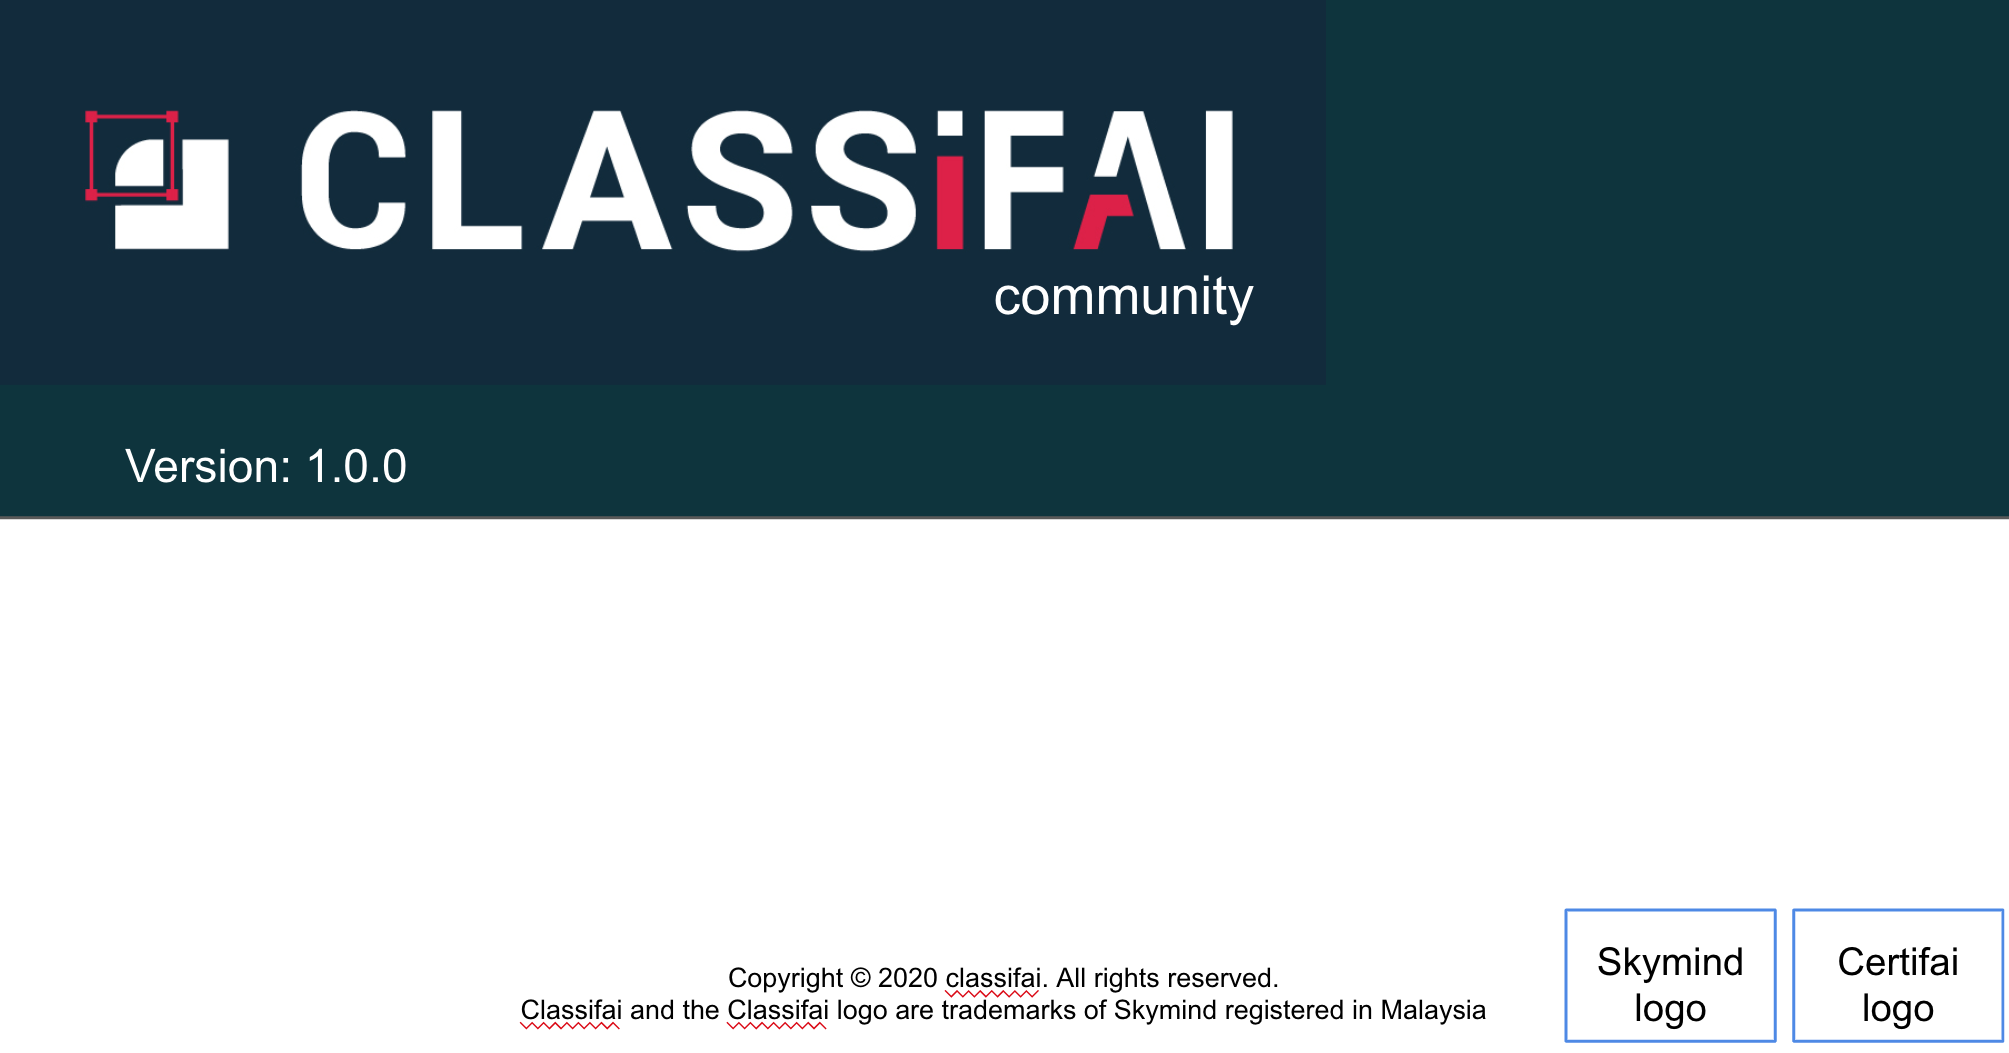 CLASSiFAI
community
Version: 1.0.0
Copyright © 2020 classifai. All rights reserved.
Classifai and the Classifai logo are trademarks of Skymind registered in Malaysia
Skymind
logo
Certifai
logo